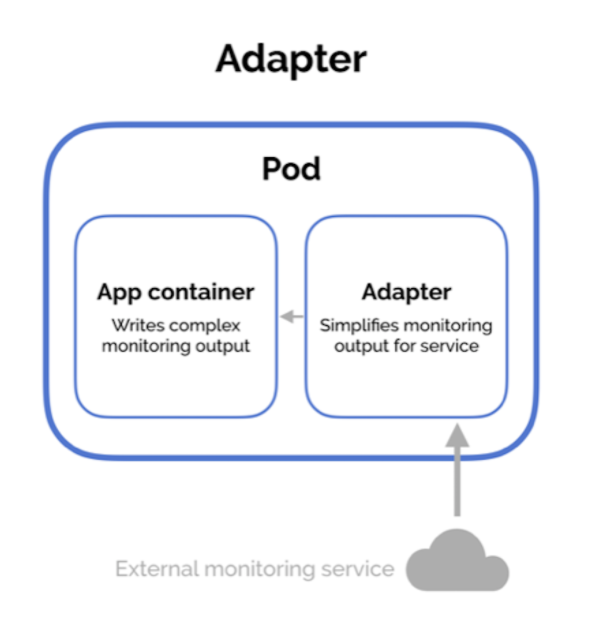 Adapter
Pod
App container
Writes complex
monitoring output
Adapter
Simplifies monitoring
output for service
External monitoring service